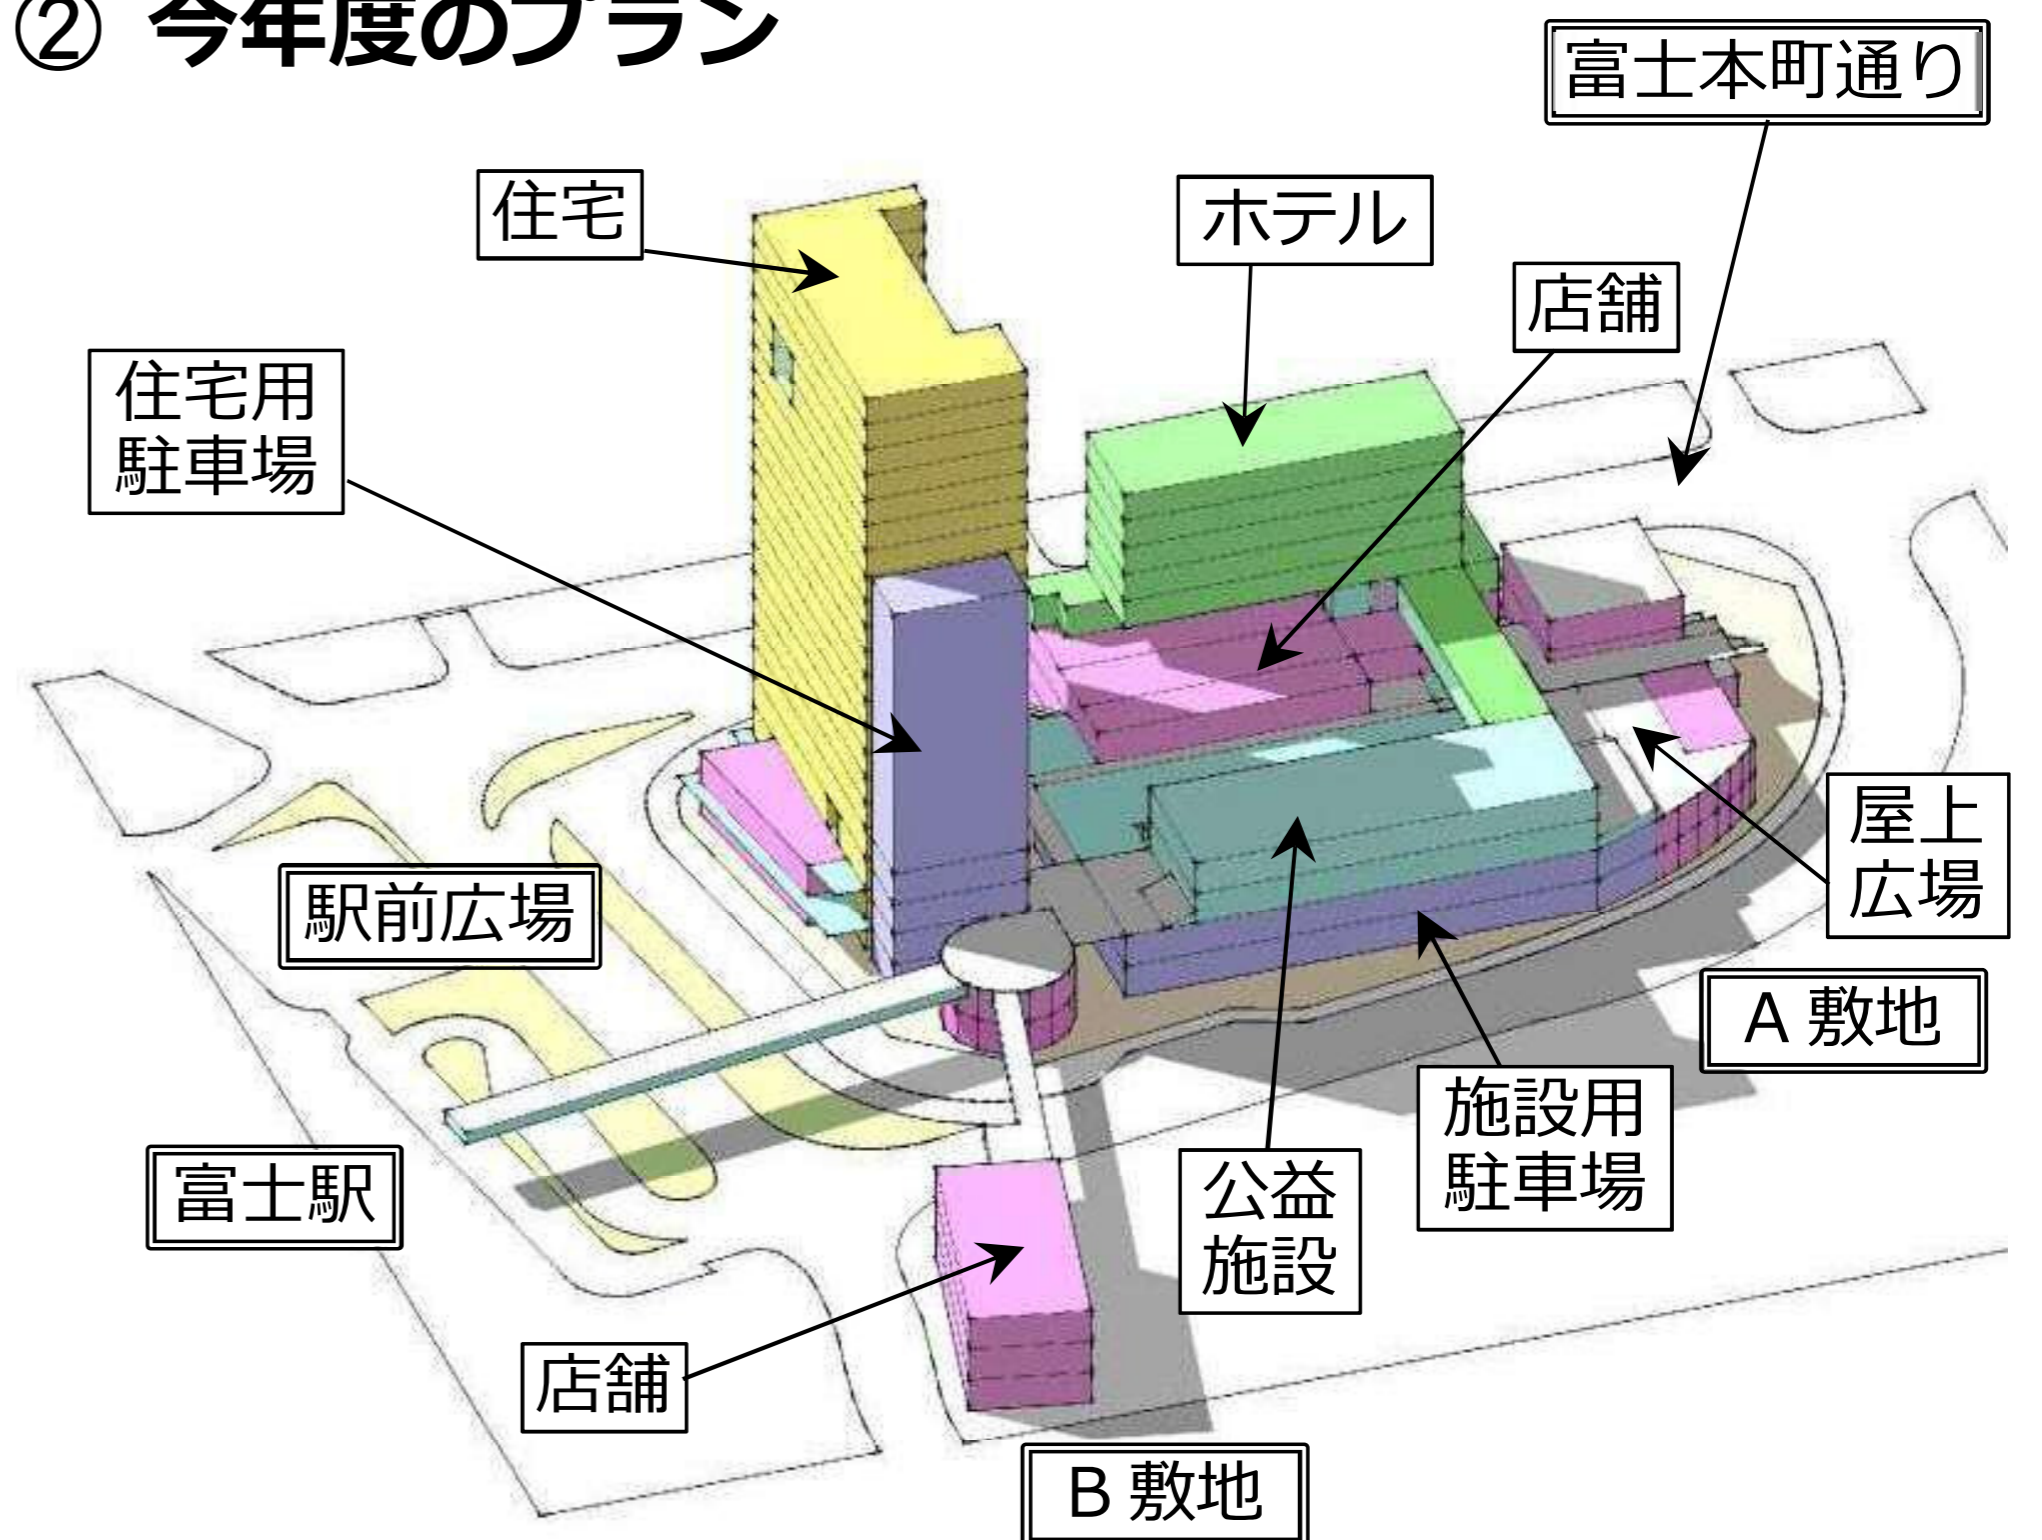 ② 今年度のプラン
富士本町通り
住宅
ホテル
店舗
住宅用
駐車場
屋上
広場
駅前広場
A 敷地
施設用
駐車場
公益
施設
富士駅
店舗
B 敷地